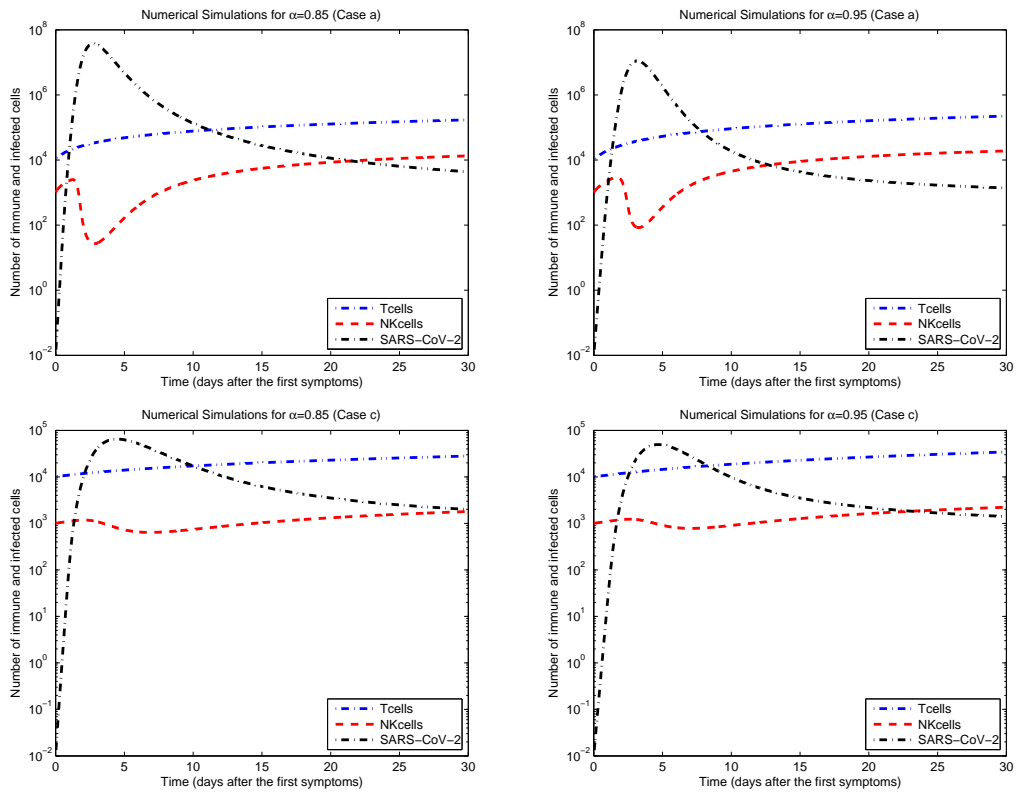 Numerical Simulations for α=0.85 (Case a)
10^8
10^6
10^4
10^2
10^0
10^−2
Number of immune and infected cells
0 5 10 15 20 25 30
Time (days after the first symptoms)
Tcells
NKcells
SARS−CoV−2
Numerical Simulations for α=0.95 (Case a)
10^8
10^6
10^4
10^2
10^0
10^−2
Number of immune and infected cells
0 5 10 15 20 25 30
Time (days after the first symptoms)
Tcells
NKcells
SARS−CoV−2
Numerical Simulations for α=0.85 (Case c)
10^5
10^4
10^3
10^2
10^1
10^0
10^−1
10^−2
Number of immune and infected cells
0 5 10 15 20 25 30
Time (days after the first symptoms)
Tcells
NKcells
SARS−CoV−2
Numerical Simulations for α=0.95 (Case c)
10^5
10^4
10^3
10^2
10^1
10^0
10^−1
10^−2
Number of immune and infected cells
0 5 10 15 20 25 30
Time (days after the first symptoms)
Tcells
NKcells
SARS−CoV−2